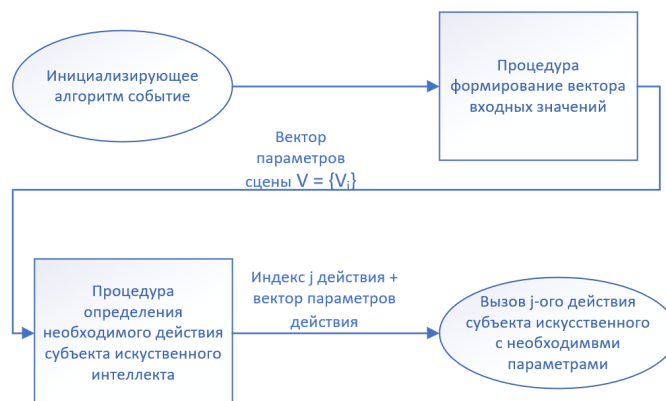 Инициализирующее
алгоритм событие
Процедура
формирование вектора
входных значений
Вектор
параметров
сцены V = {Vᵢ}
Процедура
определения
необходимого действия
субъекта искуственного
интеллекта
Индекс j действия +
вектор параметров
действия
Вызов j-ого действия
субъекта искусственного
с необходимвми
параметрами